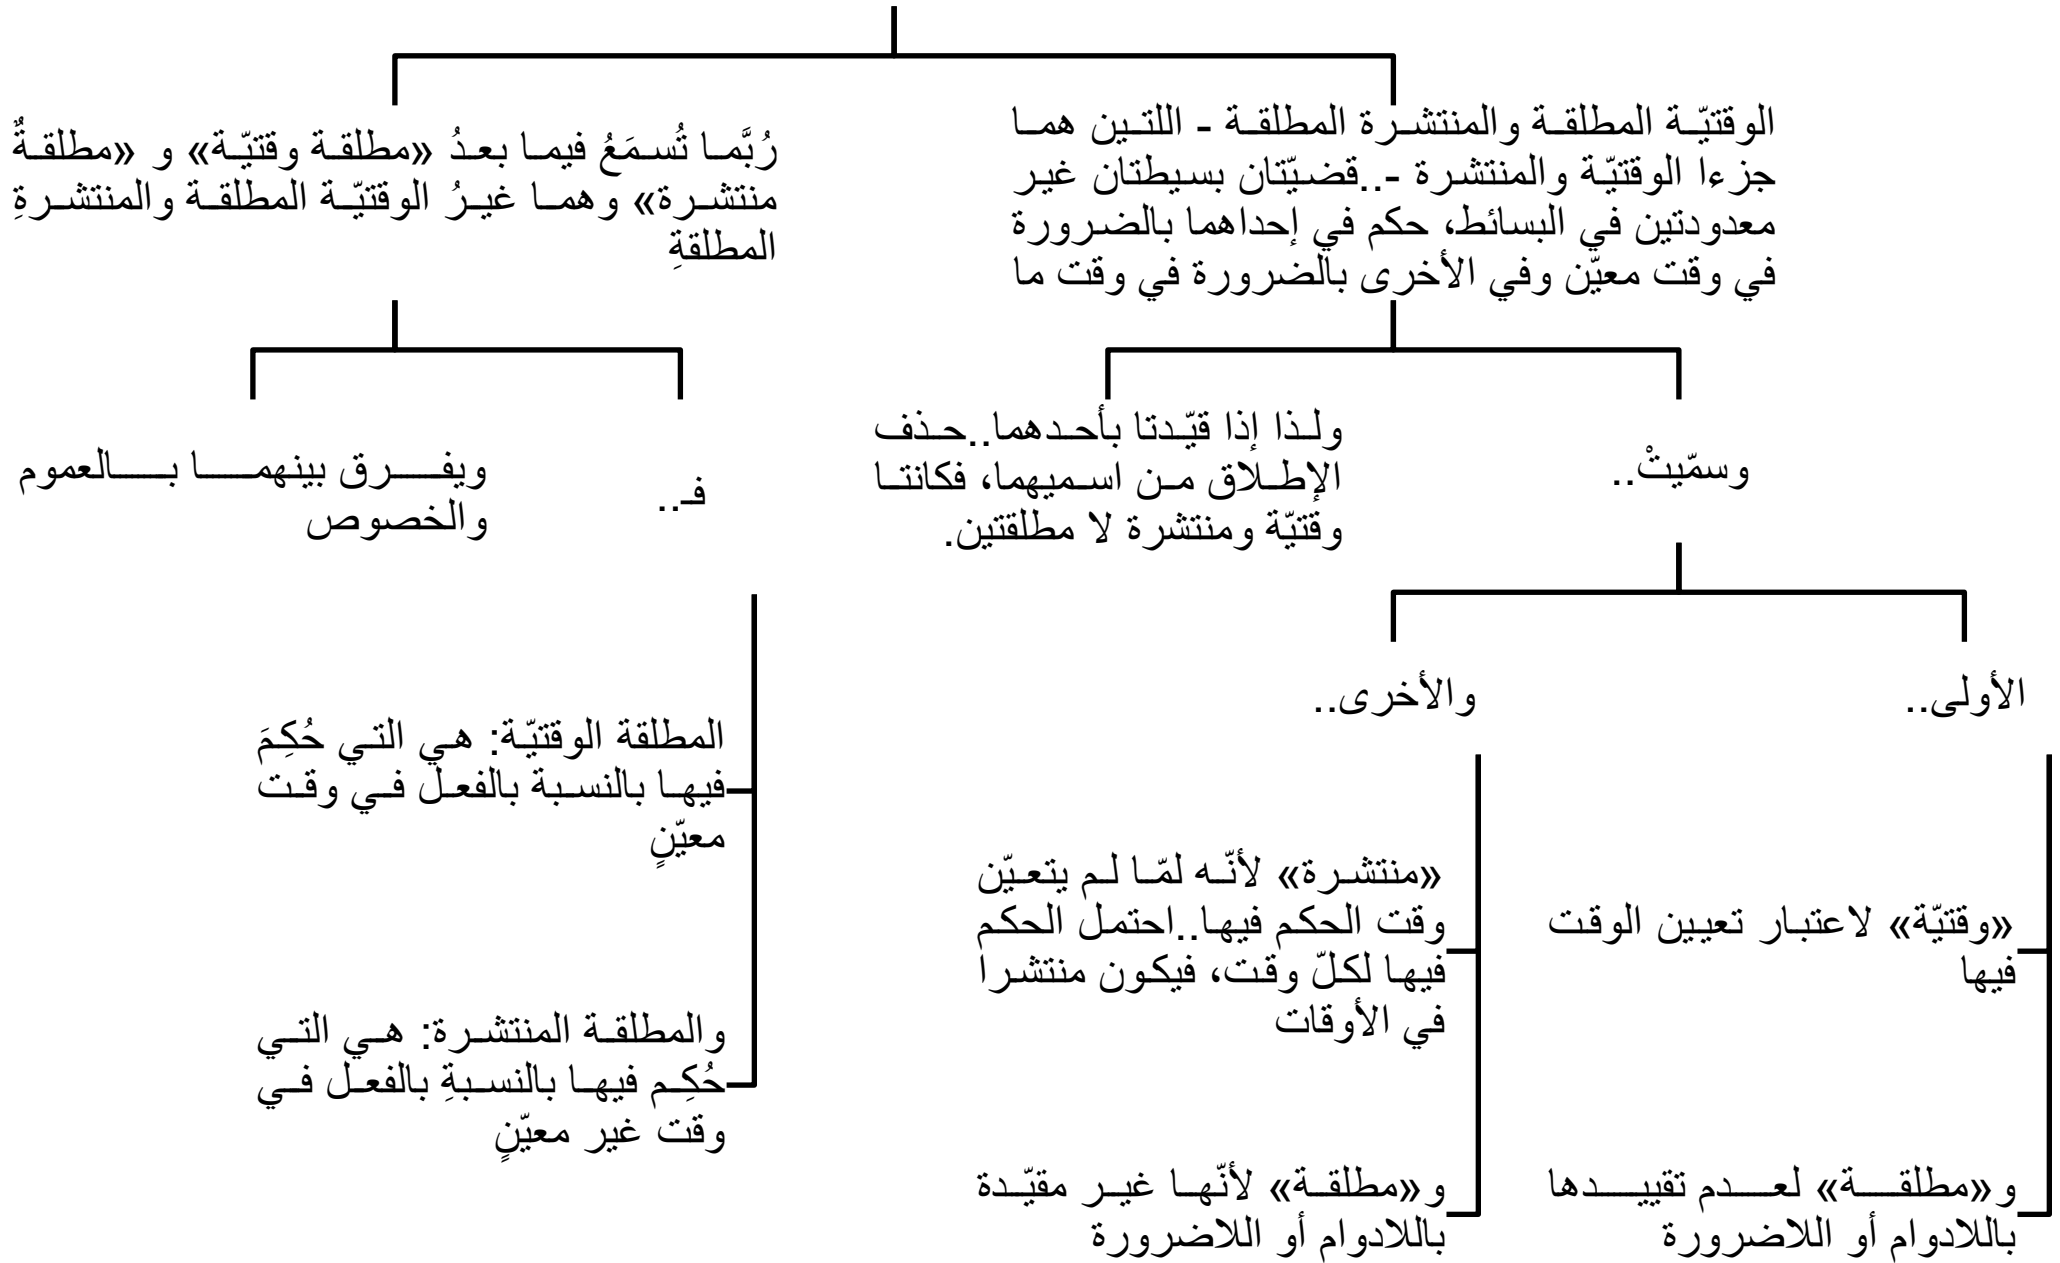 الوقتيّة المطلقة والمنتشرة المطلقة - اللتين هما
جزءا الوقتيّة والمنتشرة -..قضيّتان بسيطتان غير
معدودتين في البسائط، حكم في إحداهما بالضرورة
في وقت معيّن وفي الأخرى بالضرورة في وقت ما
رُبَّما تُسمَعُ فيما بعدُ «مطلقة وقتيّة» و «مطلقةٌ
منتشرة» وهما غيرُ الوقتيّة المطلقة والمنتشرةِ
المطلقةِ
وسمّيتْ..
ولذا إذا قيّدتا بأحدهما..حذف
الإطلاق من اسميهما، فكانتا
وقتيّة ومنتشرة لا مطلقتين.
فـ..
ويفرق بينهما بالعموم
والخصوص
الأولى..
والأخرى..
«وقتيّة» لاعتبار تعيين الوقت
فيها
و«مطلقة» لعدم تقييدها
باللادوام أو اللاضرورة
«منتشرة» لأنّه لمّا لم يتعيّن
وقت الحكم فيها..احتمل الحكم
فيها لكلّ وقت، فيكون منتشرا
في الأوقات
و«مطلقة» لأنّها غير مقيّدة
باللادوام أو اللاضرورة
المطلقة الوقتيّة: هي التي حُكِمَ
فيها بالنسبة بالفعل في وقت
معيّنٍ
والمطلقة المنتشرة: هي التي
حُكِم فيها بالنسبةِ بالفعل في
وقت غير معيّنٍ